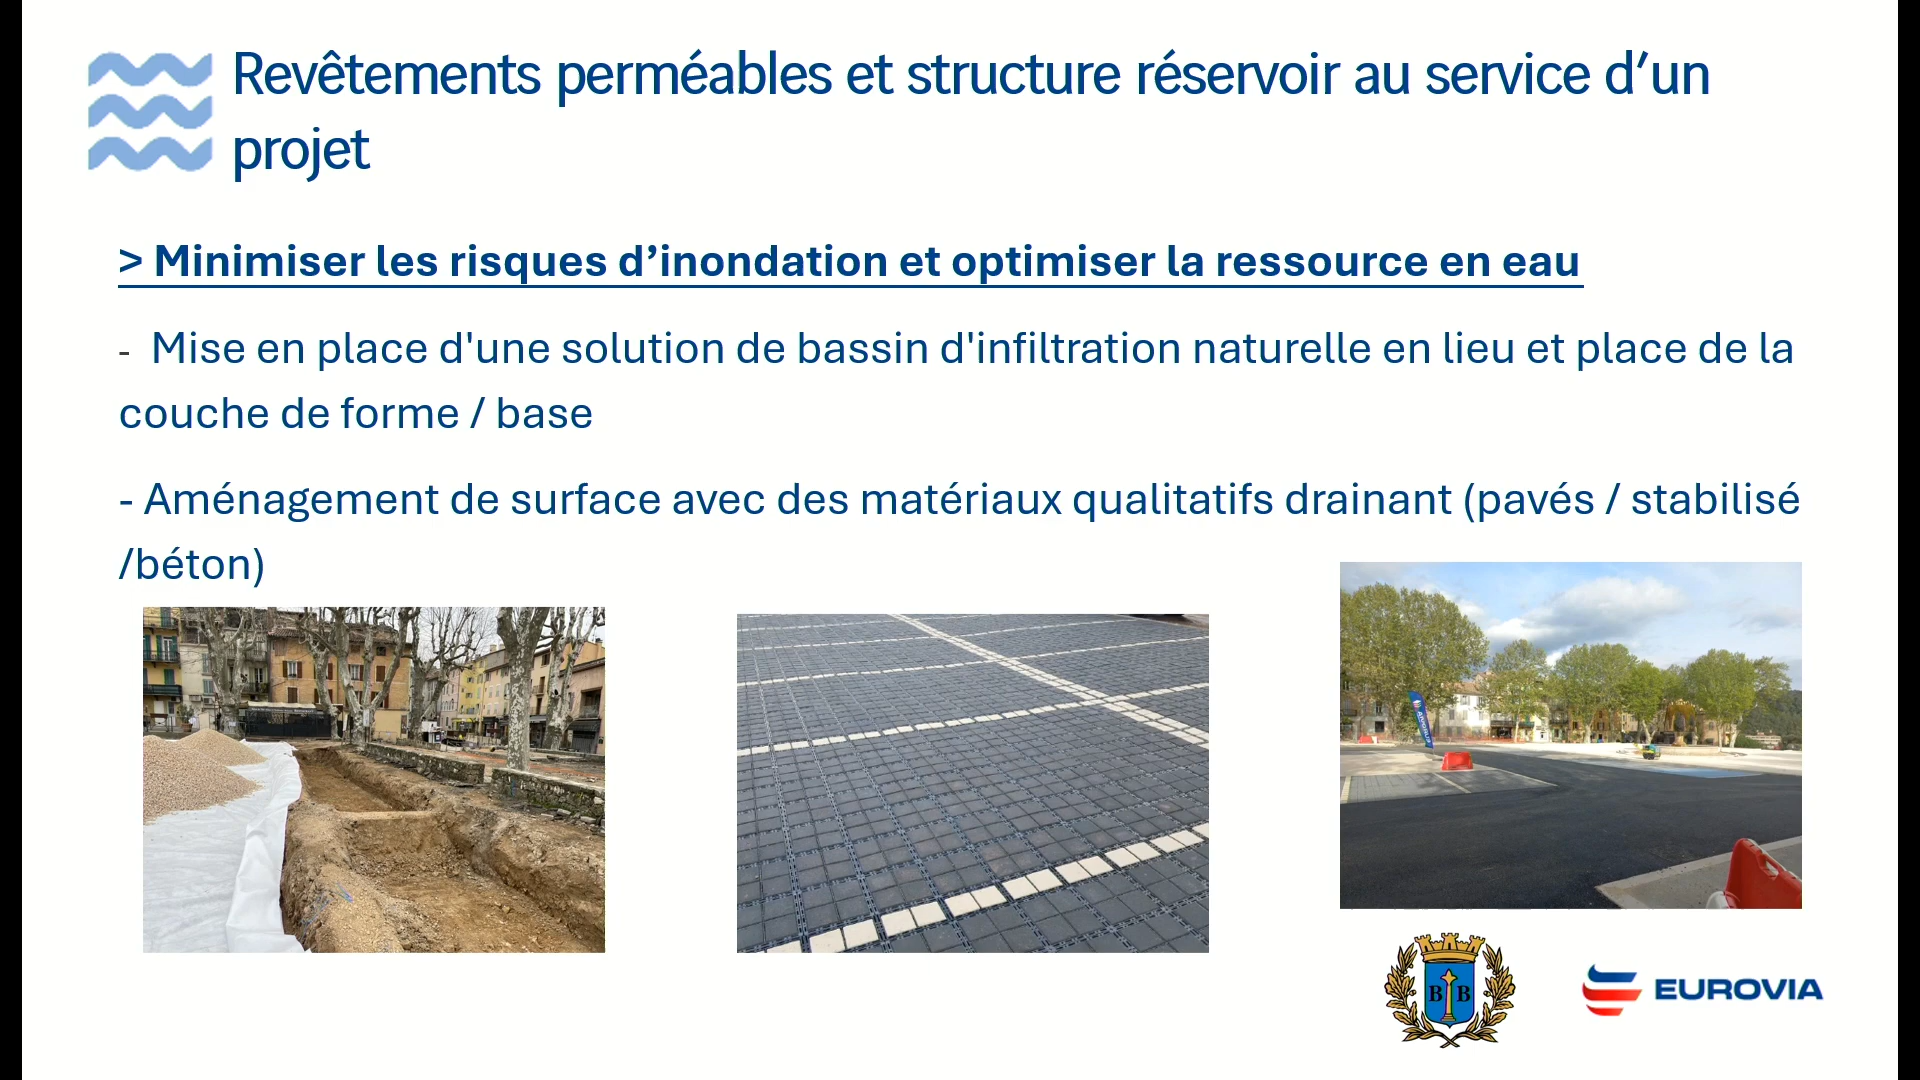 Revêtements perméables et structure réservoir au service d’un
projet
> Minimiser les risques d’inondation et optimiser la ressource en eau
- Mise en place d'une solution de bassin d'infiltration naturelle en lieu et place de la
couche de forme / base
- Aménagement de surface avec des matériaux qualitatifs drainant (pavés / stabilisé
/béton)
B B
EUROVIA